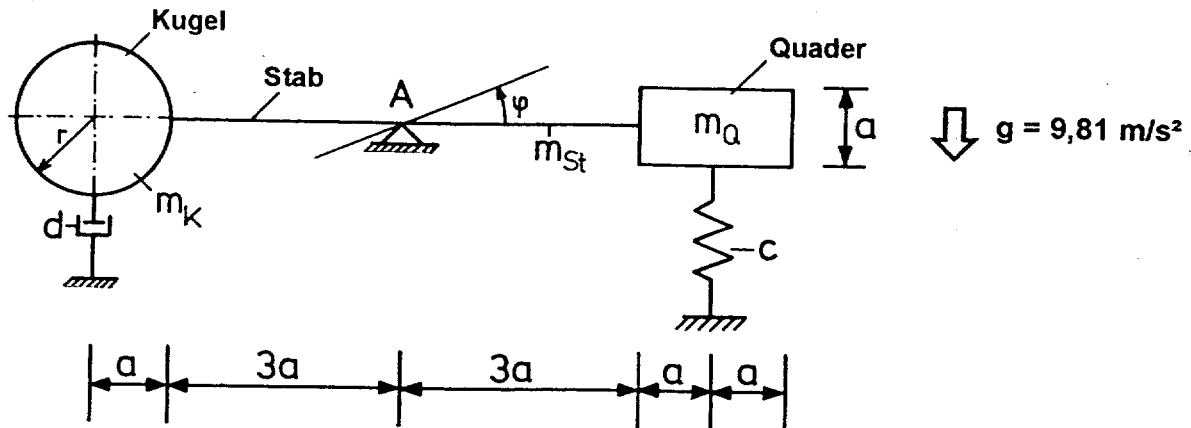 Kugel
Stab
A
φ
Quader
r
m_K
m_St
m_Q
a
g = 9,81 m/s²
d
c
a
3a
3a
a
a